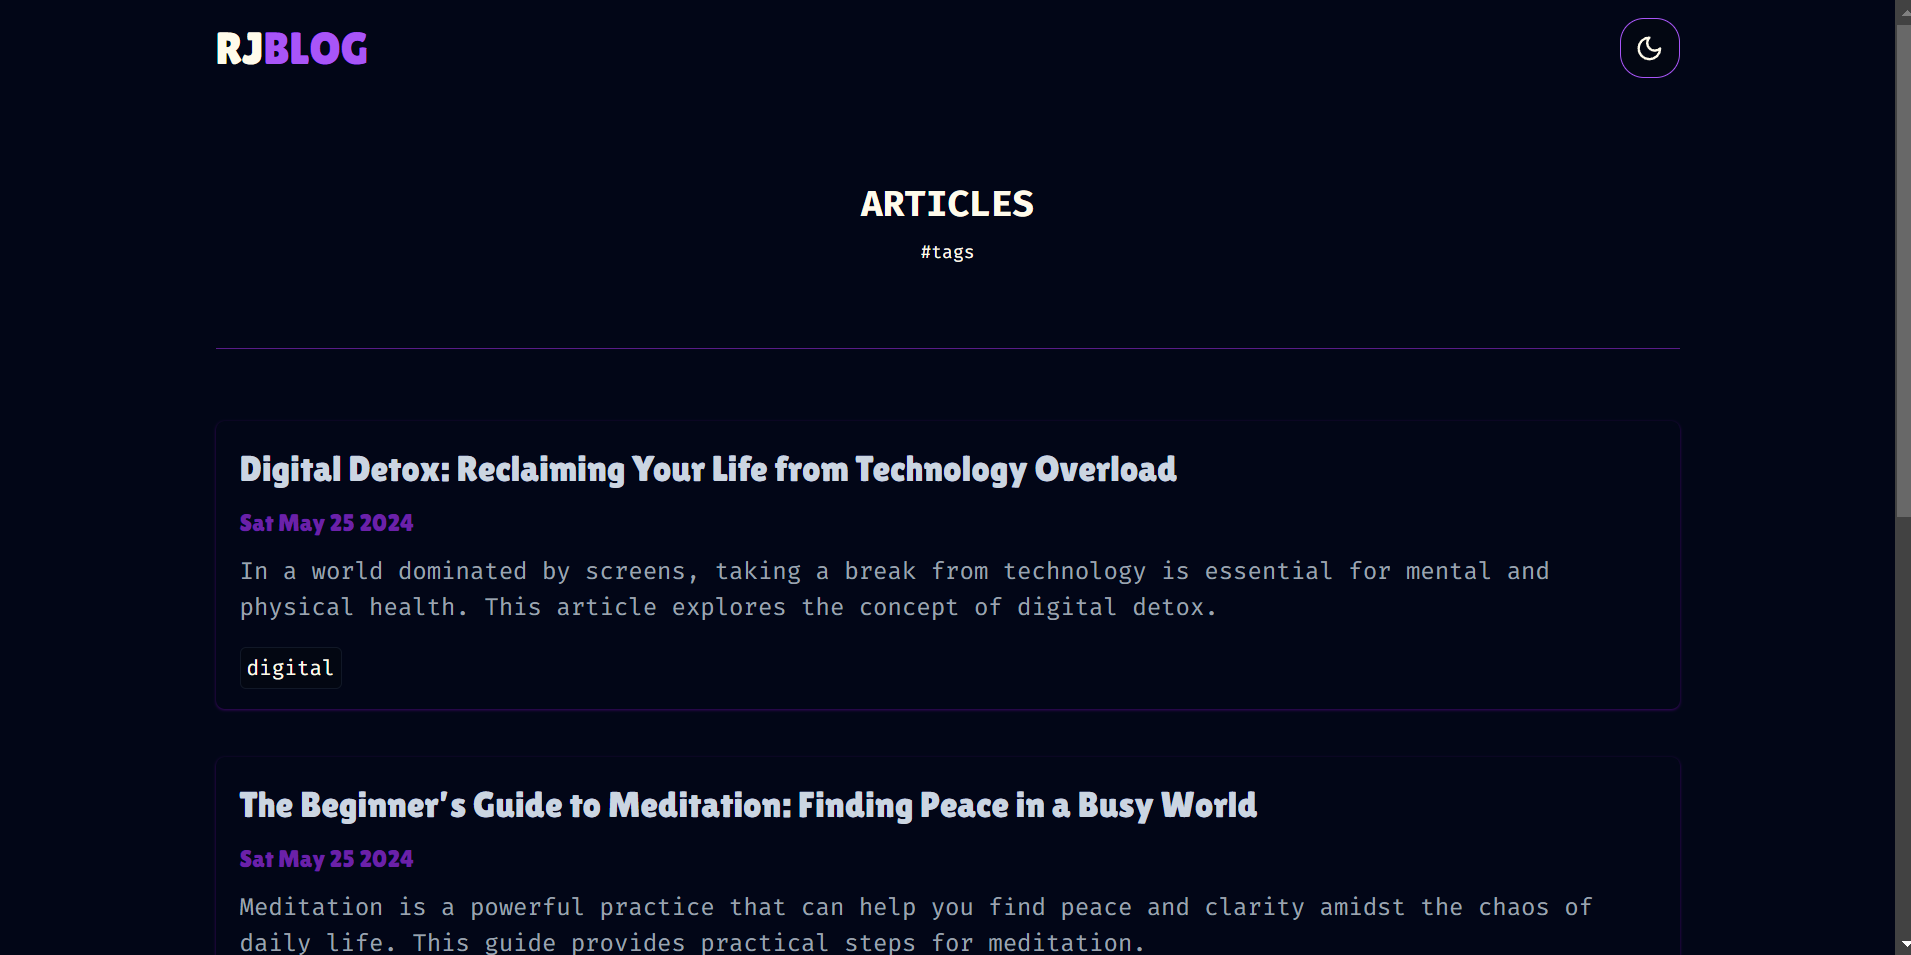 RJBLOG
ARTICLES
#tags
Digital Detox: Reclaiming Your Life from Technology Overload
Sat May 25 2024
In a world dominated by screens, taking a break from technology is essential for mental and
physical health. This article explores the concept of digital detox.
digital
The Beginner's Guide to Meditation: Finding Peace in a Busy World
Sat May 25 2024
Meditation is a powerful practice that can help you find peace and clarity amidst the chaos of
daily life. This guide provides practical steps for meditation.